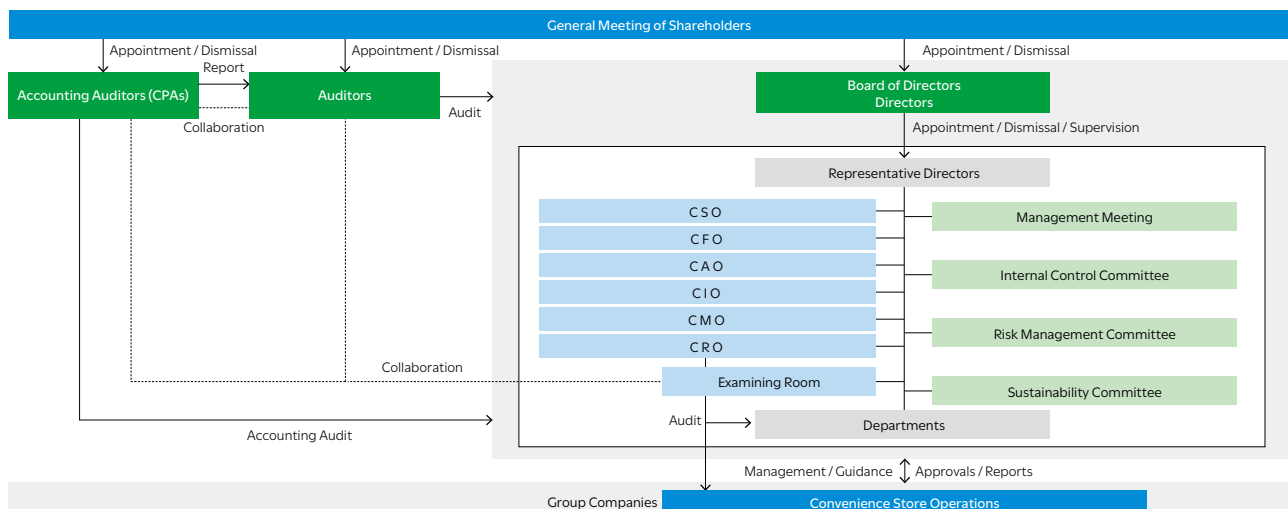 General Meeting of Shareholders
Appointment / Dismissal
Appointment / Dismissal
Appointment / Dismissal
Report
Accounting Auditors (CPAs)
Auditors
Board of Directors
Directors
Audit
Collaboration
Appointment / Dismissal / Supervision
Representative Directors
CSO
Management Meeting
CFO
CAO
Internal Control Committee
CIO
CMO
Risk Management Committee
CRO
Collaboration
Examining Room
Sustainability Committee
Audit
Departments
Accounting Audit
Management / Guidance
Approvals / Reports
Group Companies
Convenience Store Operations